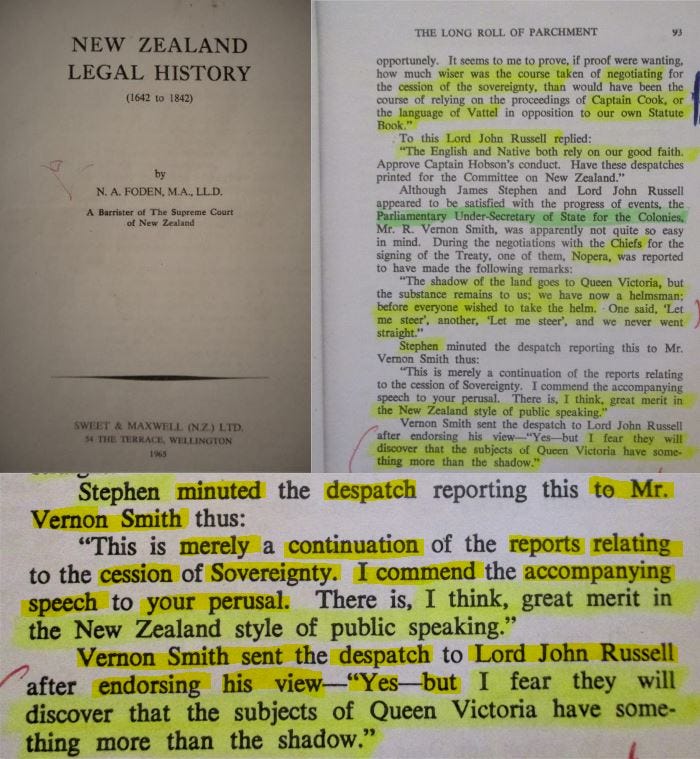 NEW ZEALAND
LEGAL HISTORY
(1642 to 1842)
by
N. A. FODEN, M.A., LL.D.
A Barrister of The Supreme Court
of New Zealand
SWEET & MAXWELL (N.Z.) LTD.
54 THE TERRACE, WELLINGTON
1965
THE LONG ROLL OF PARCHMENT 93
opportunely. It seems to me to prove, if proof were wanting,
how much wiser was the course taken of negotiating for
the cession of the sovereignty, than would have been the
course of relying on the proceedings of Captain Cook, or
the language of Vattel in opposition to our own Statute
Book."
To this Lord John Russell replied:
"The English and Native both rely on our good faith.
Approve Captain Hobson's conduct. Have these despatches
printed for the Committee on New Zealand."
Although James Stephen and Lord John Russell
appeared to be satisfied with the progress of events, the
Parliamentary Under-Secretary of State for the Colonies,
Mr. R. Vernon Smith, was apparently not quite so easy
in mind. During the negotiations with the Chiefs for the
signing of the Treaty, one of them, Nopera, was reported
to have made the following remarks:
"The shadow of the land goes to Queen Victoria, but
the substance remains to us; we have now a helmsman;
before everyone wished to take the helm. One said, 'Let
me steer', another, 'Let me steer', and we never went
straight."
Stephen minuted the despatch reporting this to Mr.
Vernon Smith thus:
"This is merely a continuation of the reports relating
to the cession of Sovereignty. I commend the accompanying
speech to your perusal. There is, I think, great merit in
the New Zealand style of public speaking."
Vernon Smith sent the despatch to Lord John Russell
after endorsing his view—"Yes—but I fear they will
discover that the subjects of Queen Victoria have some-
thing more than the shadow."
Stephen minuted the despatch reporting this to Mr.
Vernon Smith thus:
"This is merely a continuation of the reports relating
to the cession of Sovereignty. I commend the accompanying
speech to your perusal. There is, I think, great merit in
the New Zealand style of public speaking."
Vernon Smith sent the despatch to Lord John Russell
after endorsing his view—"Yes—but I fear they will
discover that the subjects of Queen Victoria have some-
thing more than the shadow."